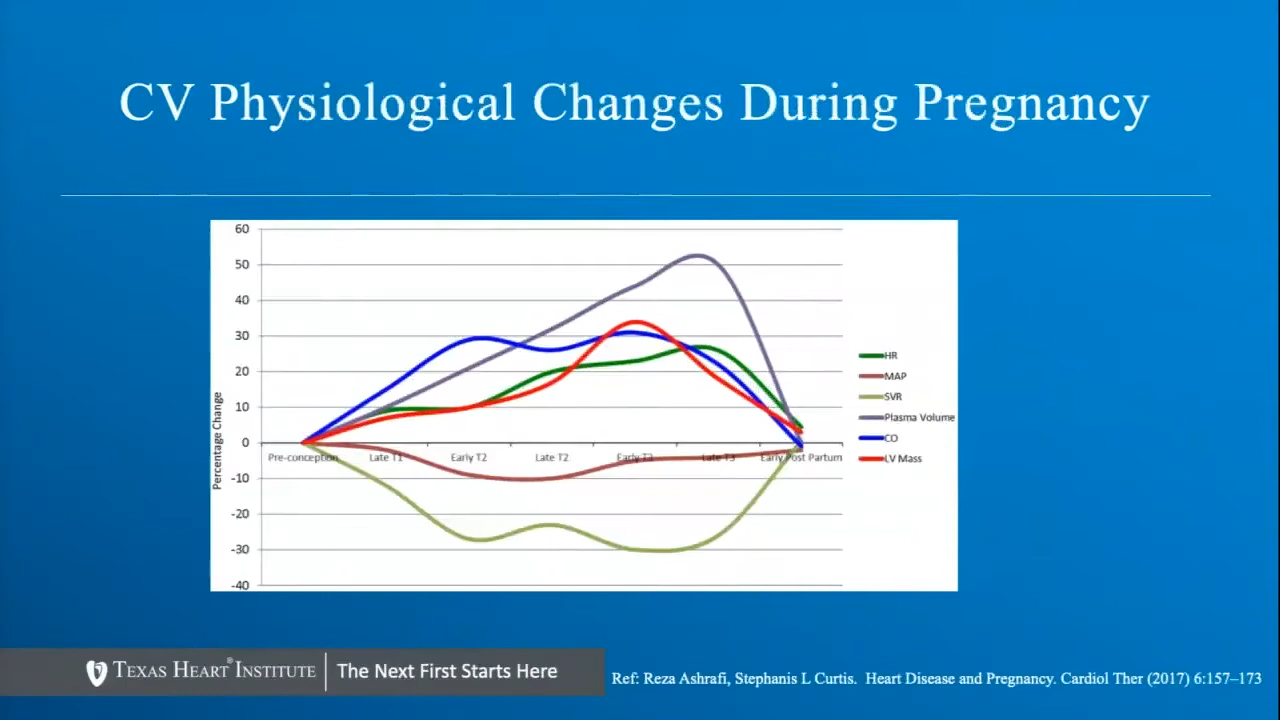 CV Physiological Changes During Pregnancy
60
50
40
30
20
10
0
-10
-20
-30
-40
Percentage Change
Pre-conception Late T1 Early T2 Late T2 Early T3 Late T3 Early Post Partum
HR
MAP
SVR
Plasma Volume
CO
LV Mass
TEXAS HEART® INSTITUTE
The Next First Starts Here
Ref: Reza Ashrafi, Stephanis L Curtis. Heart Disease and Pregnancy. Cardiol Ther (2017) 6:157–173